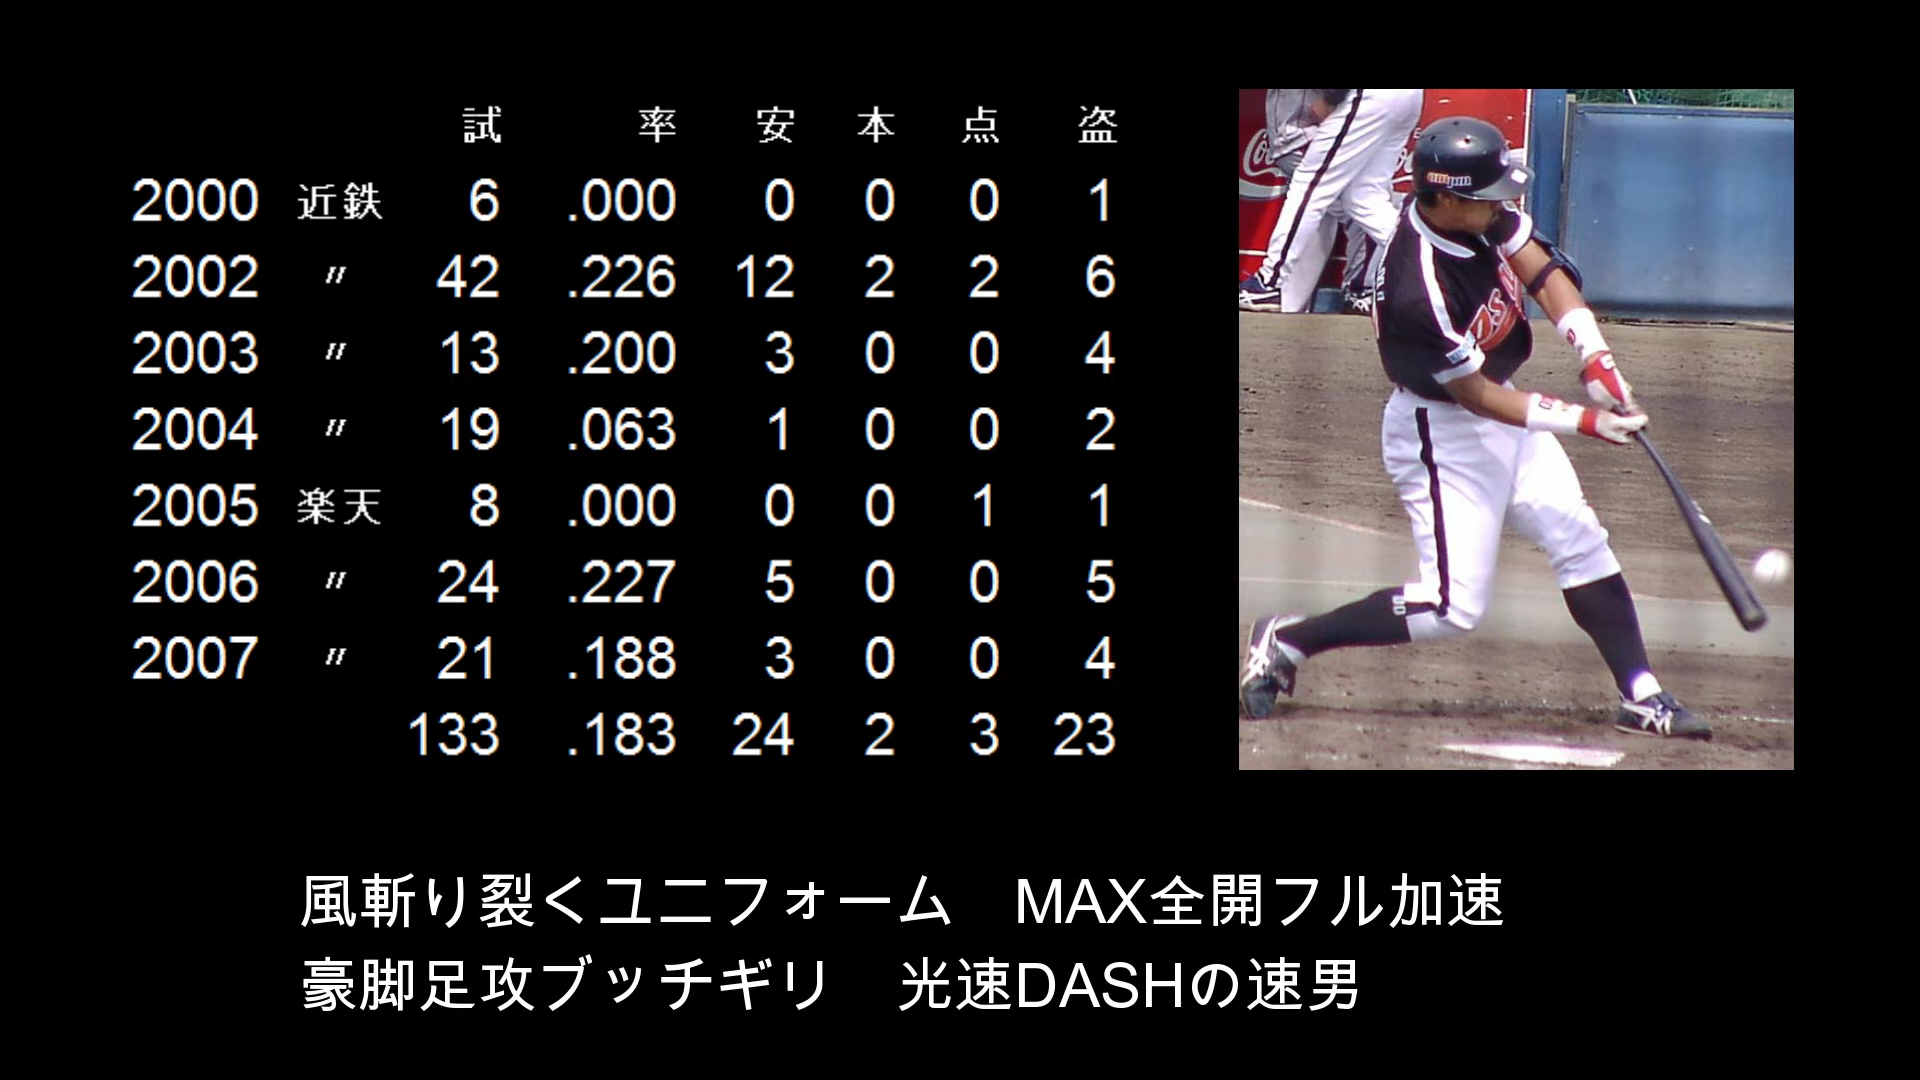 試 率 安 本 点 盗
2000 近鉄 6 .000 0 0 0 1
2002 〃 42 .226 12 2 2 6
2003 〃 13 .200 3 0 0 4
2004 〃 19 .063 1 0 0 2
2005 楽天 8 .000 0 0 1 1
2006 〃 24 .227 5 0 0 5
2007 〃 21 .188 3 0 0 4
133 .183 24 2 3 23
ampm
風斬り裂くユニフォーム　MAX全開フル加速
豪脚足攻ブッチギリ　光速DASHの速男